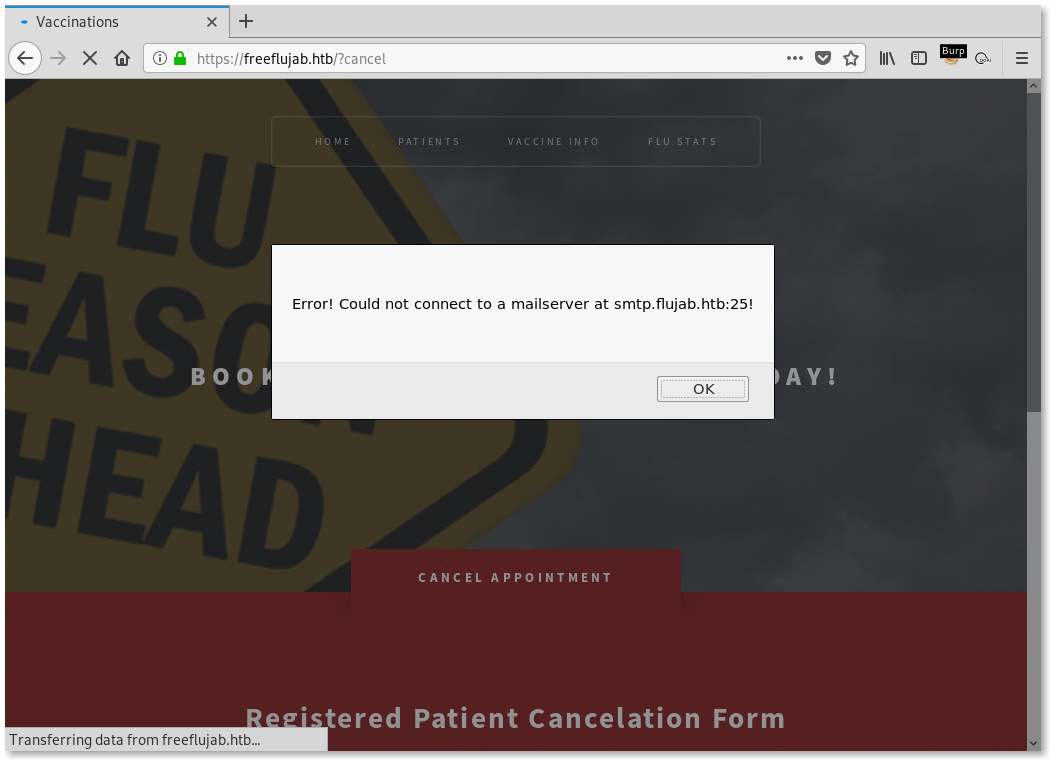 Vaccinations
https://freeflujab.htb/?cancel
Burp
HOME PATIENTS VACCINE INFO FLU STATS
FLU
EASON
HEAD
Error! Could not connect to a mailserver at smtp.flujab.htb:25!
OK
BOOK DAY!
CANCEL APPOINTMENT
Registered Patient Cancelation Form
Transferring data from freeflujab.htb...